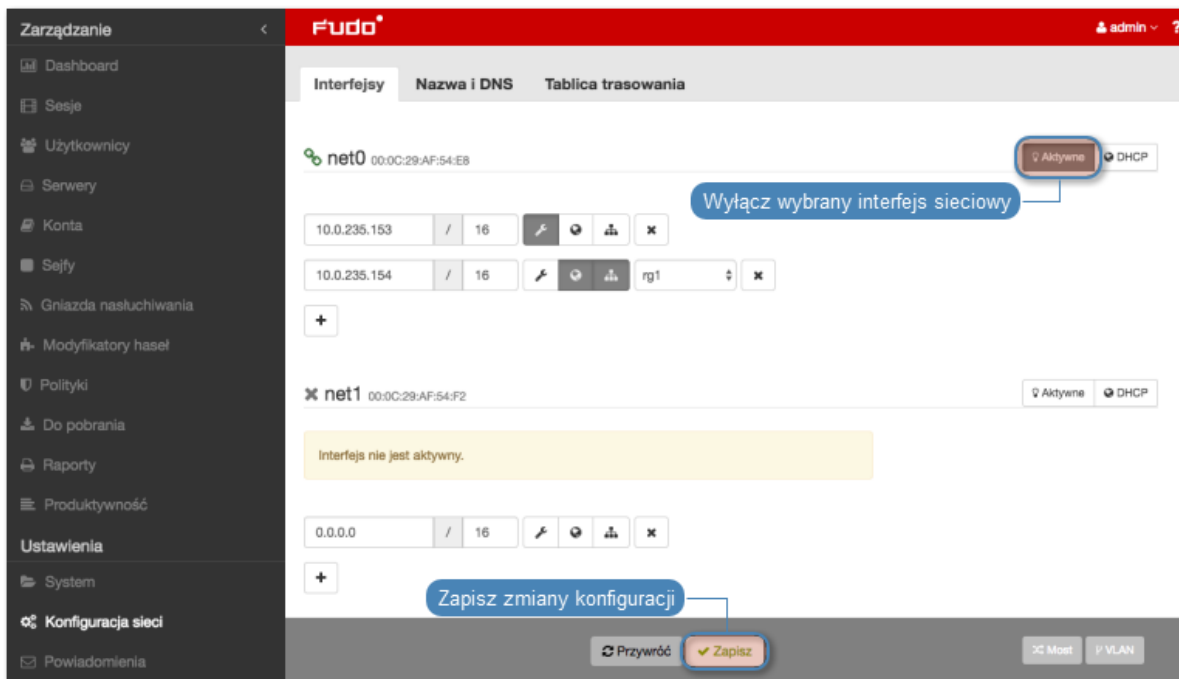 Zarządzanie
Dashboard
Sesje
Użytkownicy
Serwery
Konta
Sejfy
Gniazda nasłuchiwania
Modyfikatory haseł
Polityki
Do pobrania
Raporty
Produktywność
Ustawienia
System
Konfiguracja sieci
Powiadomienia
FUDO
admin ?
Interfejsy Nazwa i DNS Tablica trasowania
net0 00:0C:29:AF:54:E8
Aktywne DHCP
Wyłącz wybrany interfejs sieciowy
10.0.235.153 / 16
10.0.235.154 / 16 rg1
+
net1 00:0C:29:AF:54:F2
Aktywne DHCP
Interfejs nie jest aktywny.
0.0.0.0 / 16
+
Zapisz zmiany konfiguracji
Przywróć Zapisz
Most VLAN